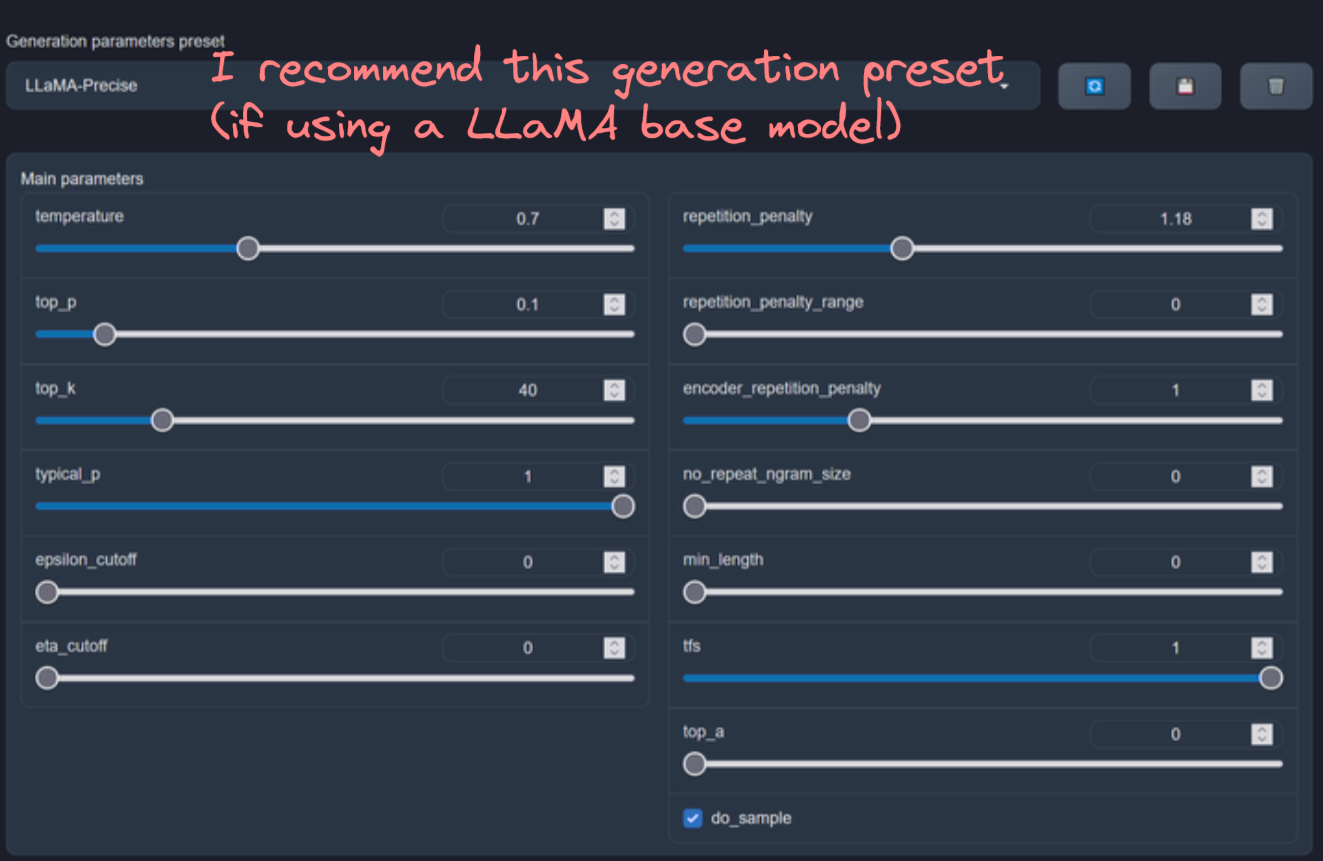 Generation parameters preset
I recommend this generation preset
LLaMA-Precise
(if using a LLaMA base model)
Main parameters
temperature 0.7
top_p 0.1
top_k 40
typical_p 1
epsilon_cutoff 0
eta_cutoff 0
repetition_penalty 1.18
repetition_penalty_range 0
encoder_repetition_penalty 1
no_repeat_ngram_size 0
min_length 0
tfs 1
top_a 0
do_sample